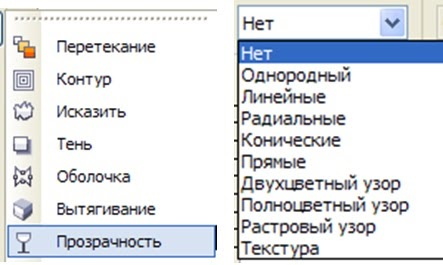 Перетекание
Контур
Исказить
Тень
Оболочка
Вытягивание
Прозрачность
Нет
Нет
Однородный
Линейные
Радиальные
Конические
Прямые
Двухцветный узор
Полноцветный узор
Растровый узор
Текстура